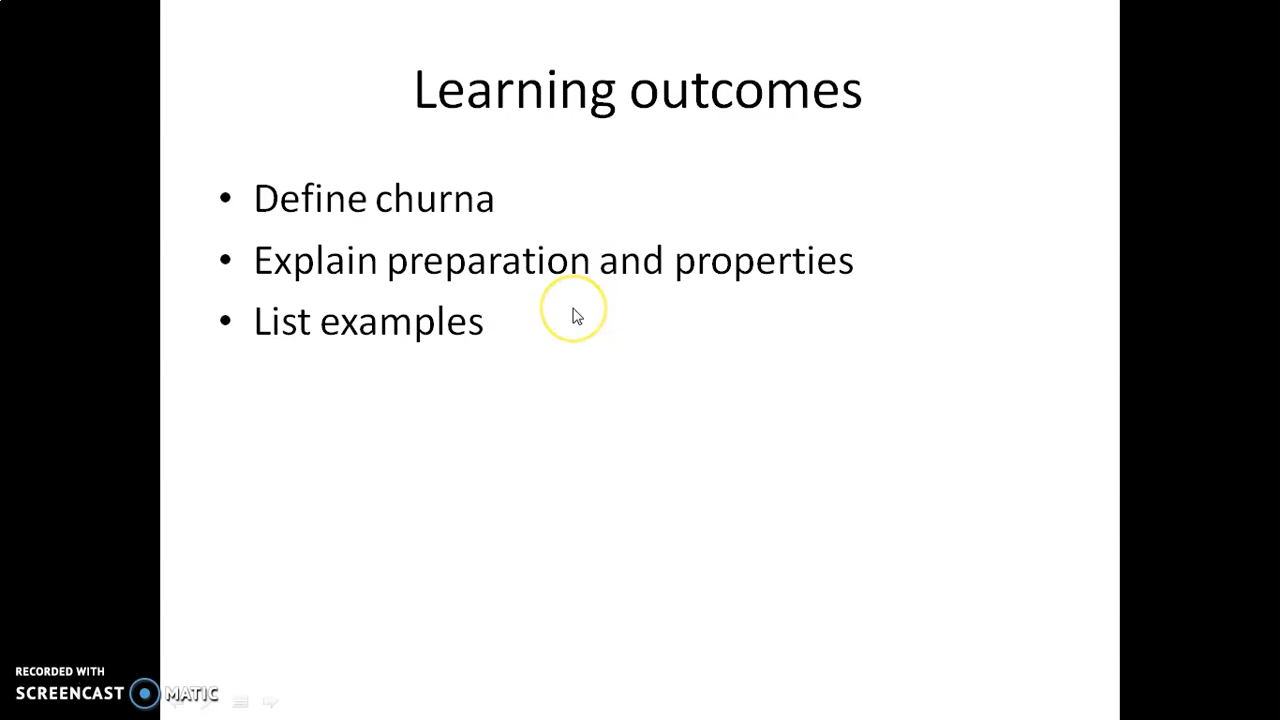 Learning outcomes
• Define churna
• Explain preparation and properties
• List examples
RECORDED WITH
SCREENCAST MATIC